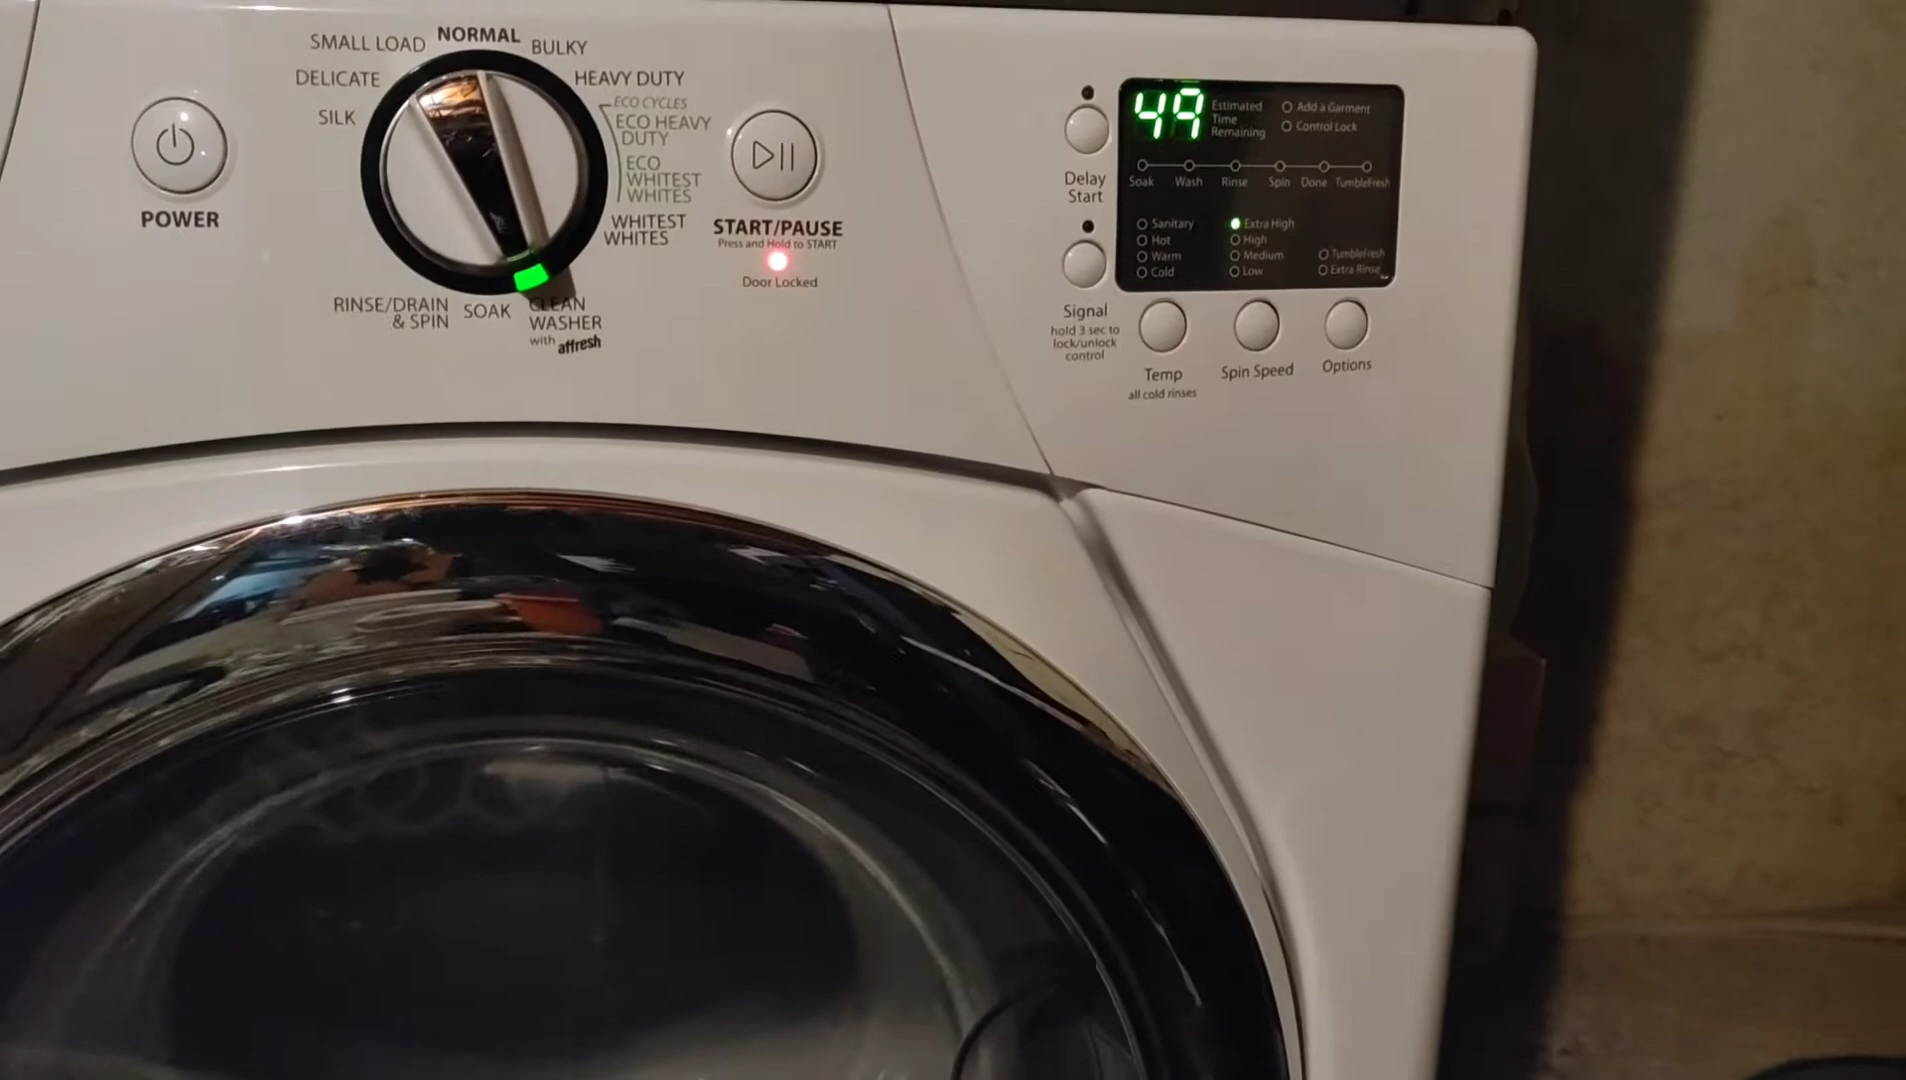 POWER
SMALL LOAD
NORMAL
BULKY
DELICATE
HEAVY DUTY
SILK
ECO CYCLES
ECO HEAVY
DUTY
ECO
WHITEST
WHITES
WHITEST
WHITES
RINSE/DRAIN
& SPIN
SOAK
CLEAN
WASHER
with affresh
START/PAUSE
Press and Hold to START
Door Locked
Delay
Start
Signal
hold 3 sec to
lock/unlock
control
49
Estimated
Time
Remaining
Add a Garment
Control Lock
Soak Wash Rinse Spin Done TumbleFresh
Sanitary
Hot
Warm
Cold
Extra High
High
Medium
Low
TumbleFresh
Extra Rinse
Temp
all cold rinses
Spin Speed
Options